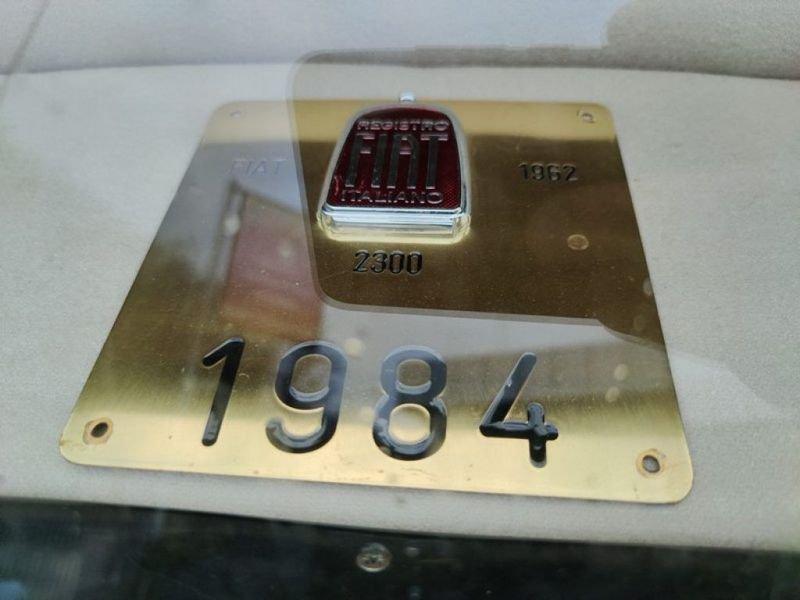 REGISTRO
FIAT
ITALIANO
FIAT
1962
2300
1984